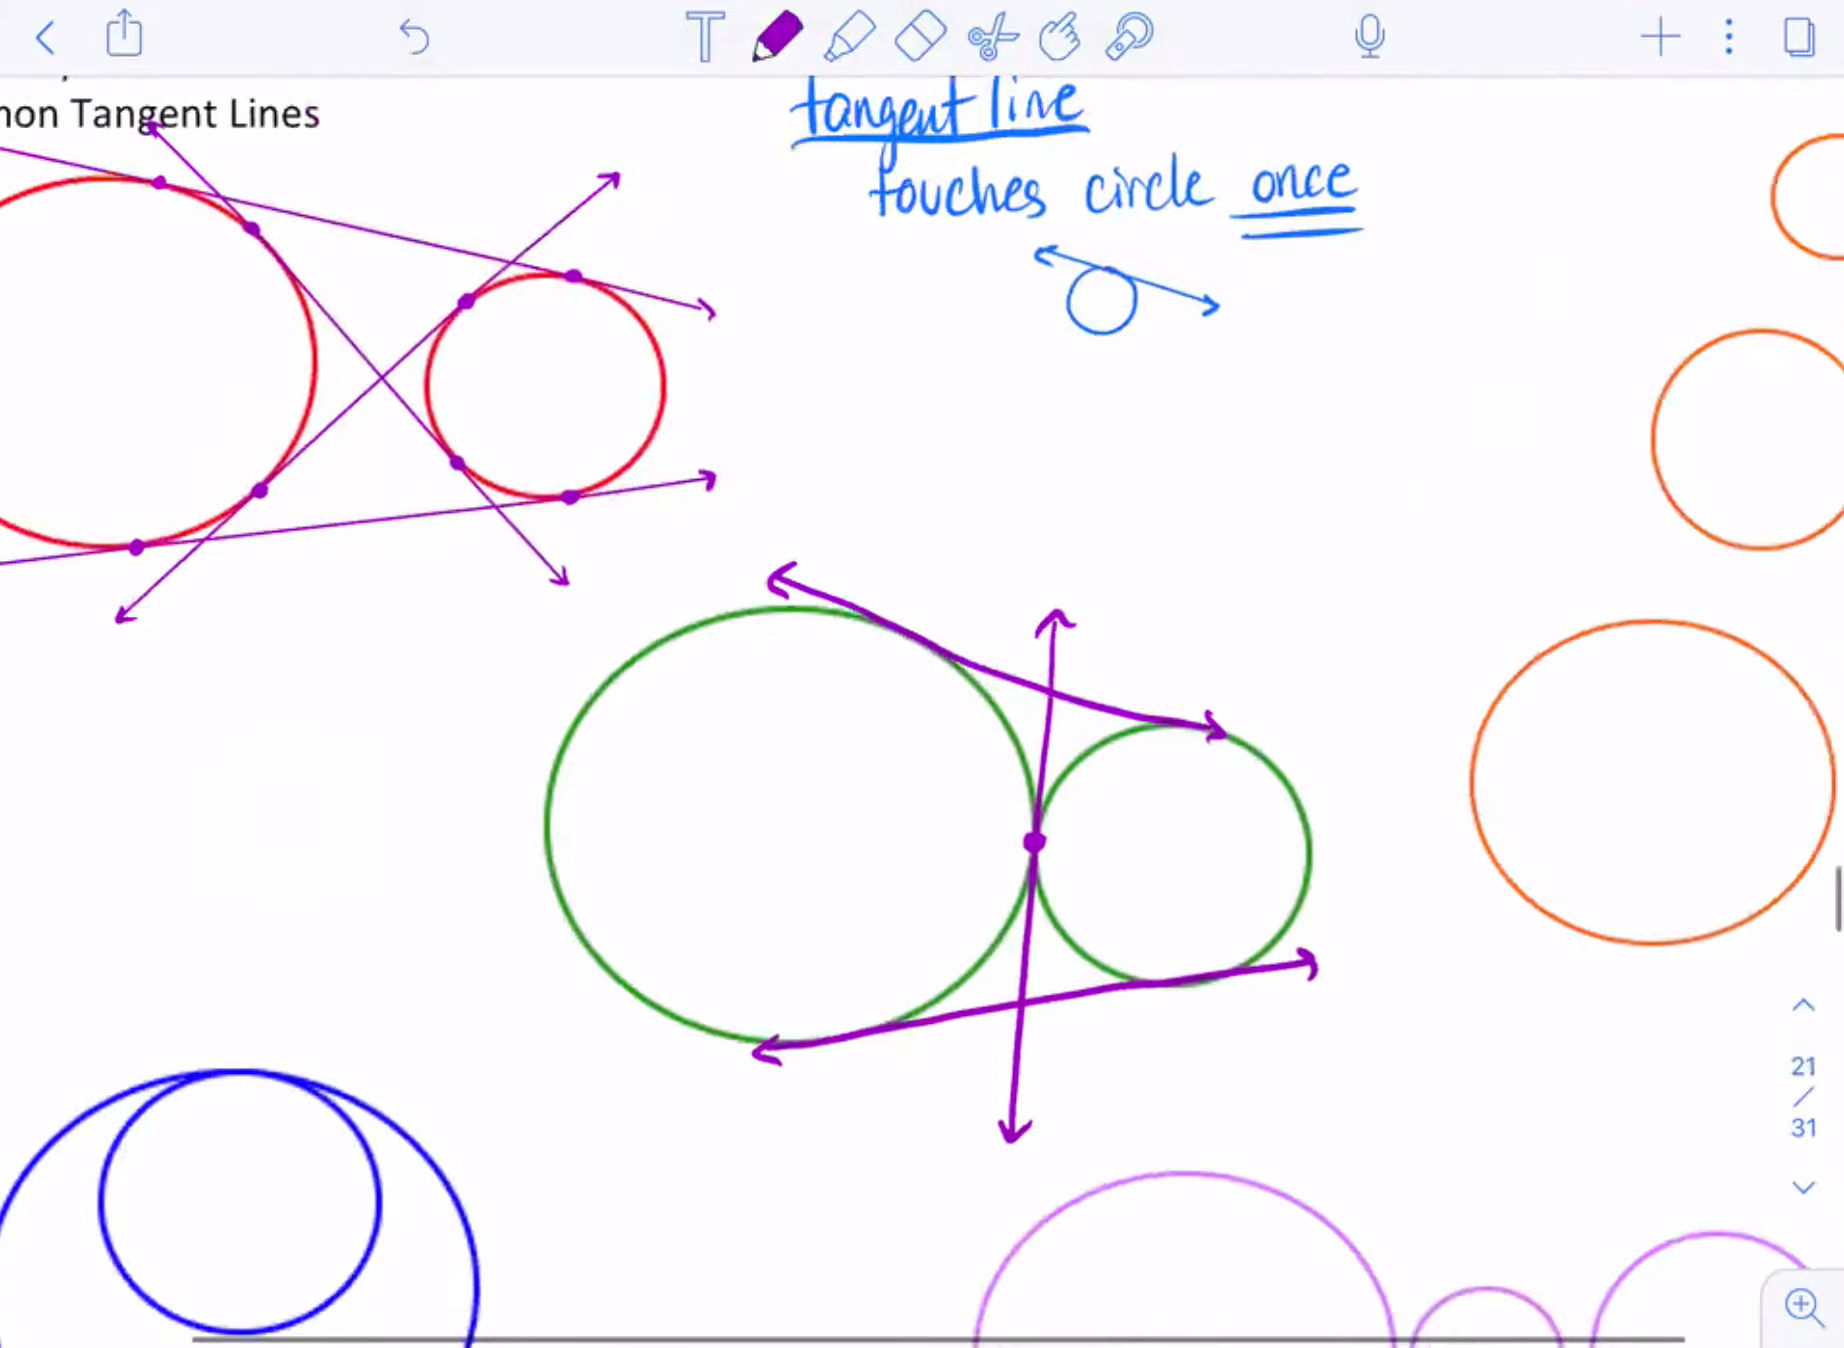 non Tangent Lines
tangent line
touches circle once
21
/
31